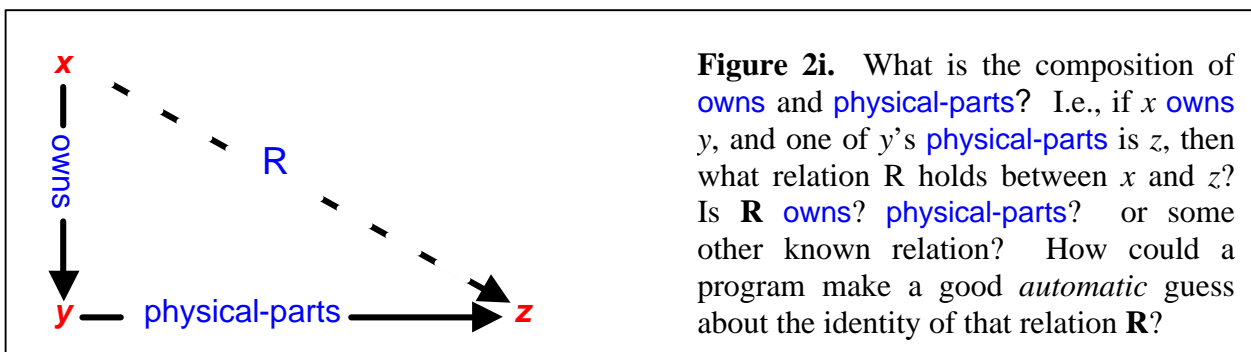 x
owns
R
y physical-parts z
Figure 2i. What is the composition of
owns and physical-parts? I.e., if x owns
y, and one of y’s physical-parts is z, then
what relation R holds between x and z?
Is R owns? physical-parts? or some
other known relation? How could a
program make a good automatic guess
about the identity of that relation R?